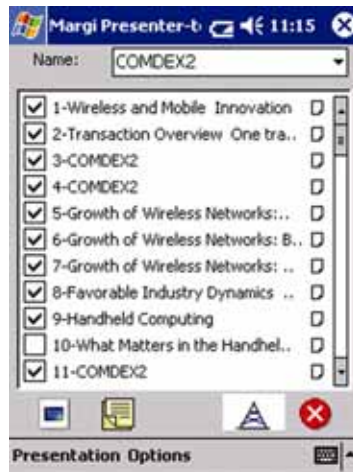 Margi Presenter-b 11:15
Name: COMDEX2
1-Wireless and Mobile Innovation
2-Transaction Overview One tra..
3-COMDEX2
4-COMDEX2
5-Growth of Wireless Networks:..
6-Growth of Wireless Networks: B..
7-Growth of Wireless Networks: ..
8-Favorable Industry Dynamics ..
9-Handheld Computing
10-What Matters in the Handhel..
11-COMDEX2
Presentation Options